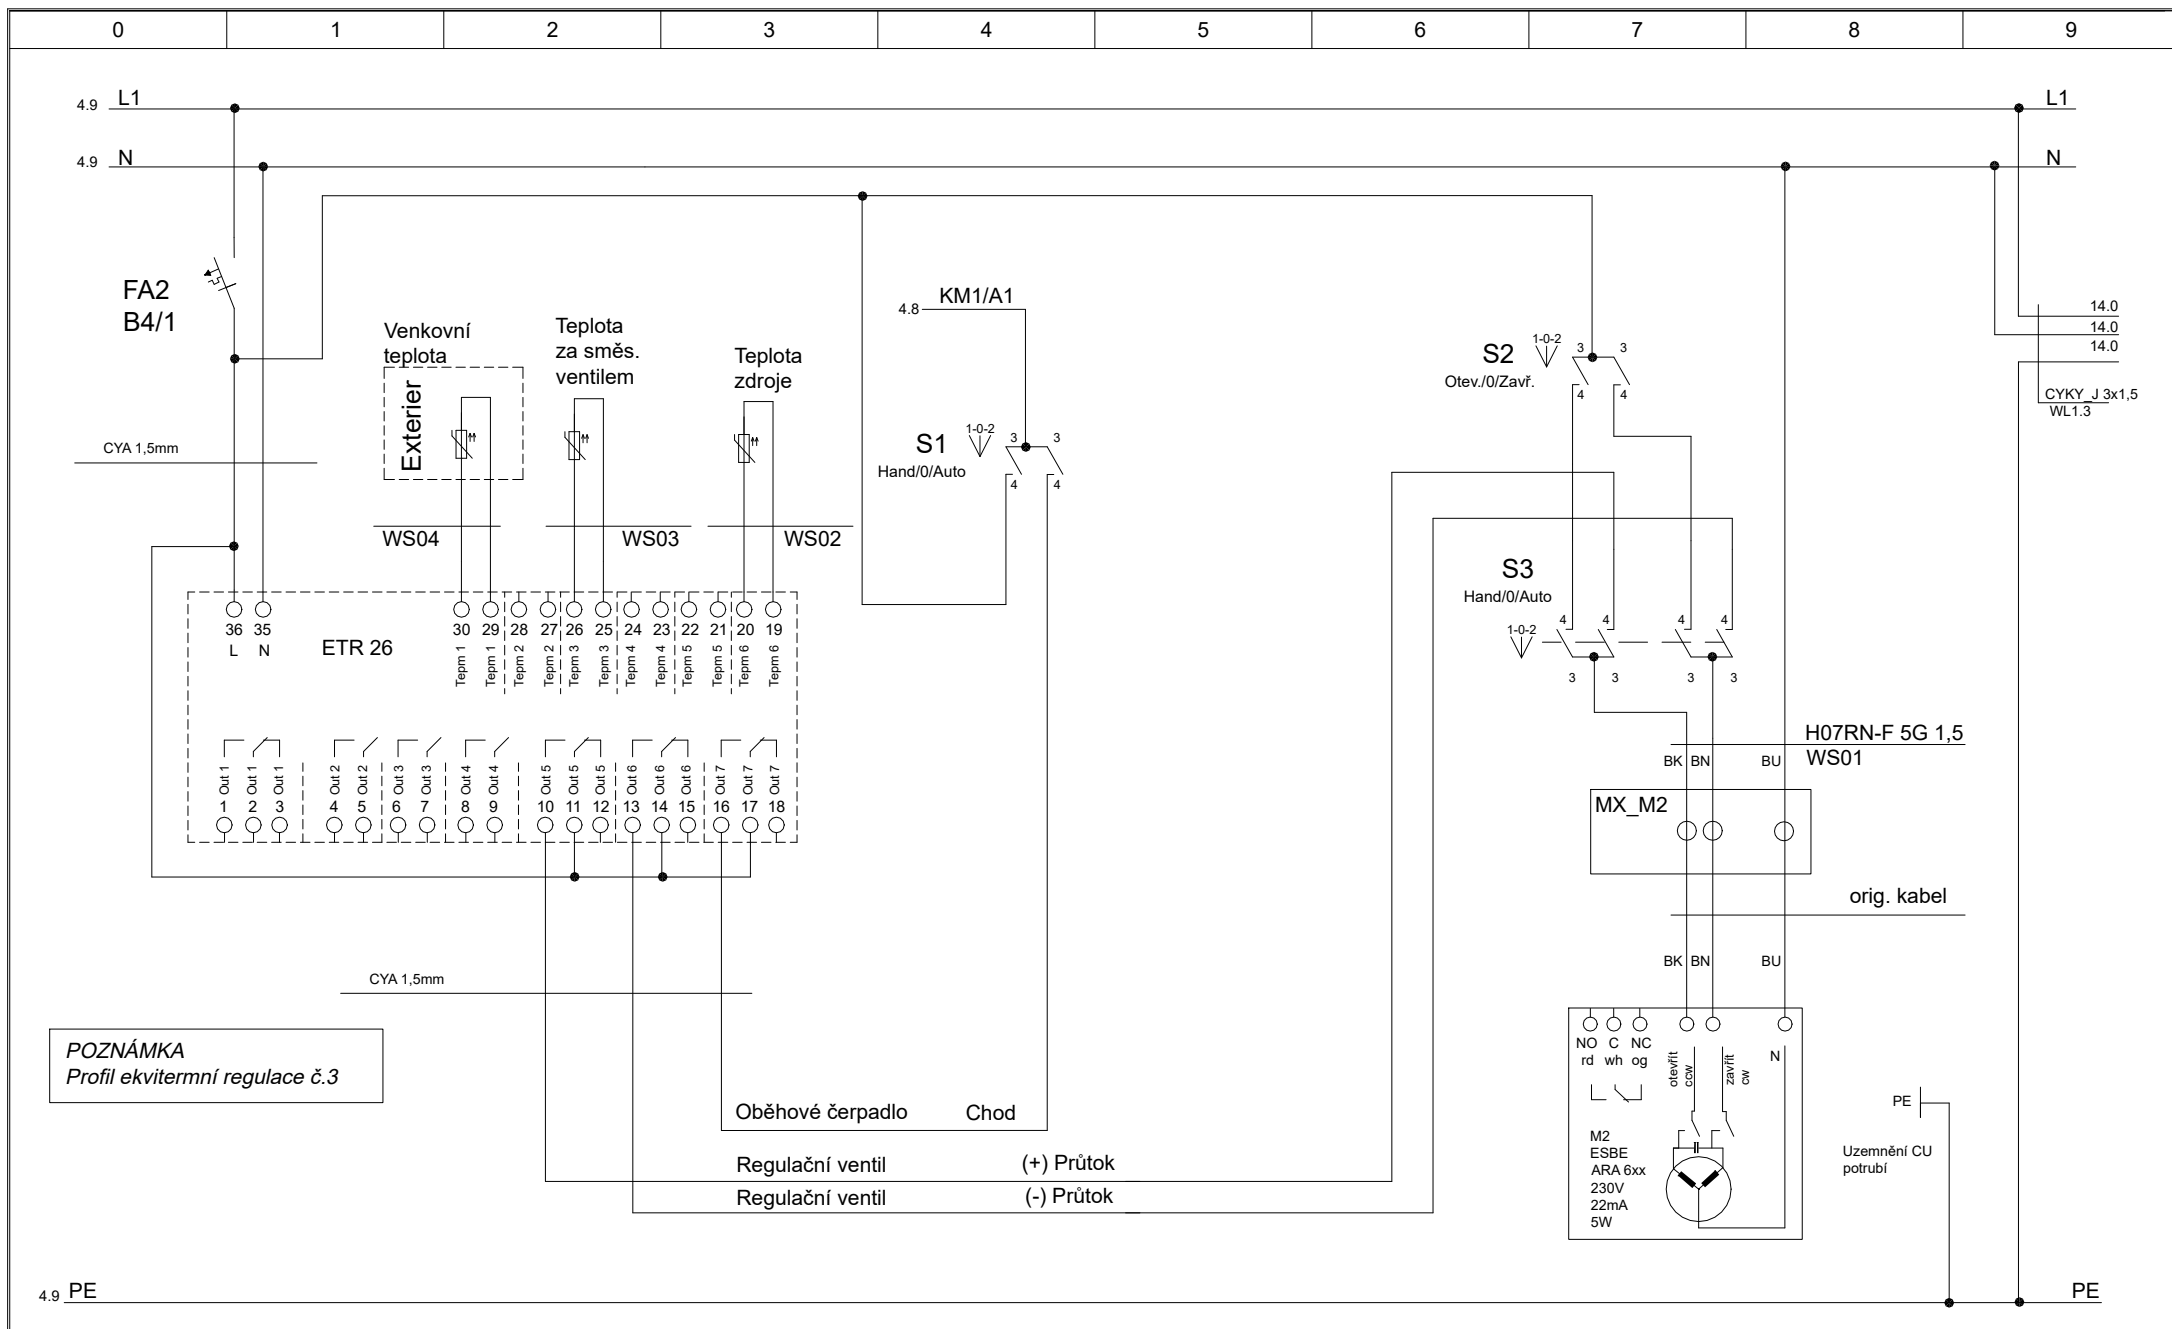 0 1 2 3 4 5 6 7 8 9
4.9 L1 L1
4.9 N N
FA2
B4/1
CYA 1,5mm
Venkovní
teplota
Exterier
Teplota
za směs.
ventilem
Teplota
zdroje
WS04 WS03 WS02
4.8 KM1/A1
S1 1-0-2 3 3
Hand/0/Auto 4 4
S2 1-0-2 3 3
Otev./0/Zavř. 4 4
S3
Hand/0/Auto
1-0-2 4 4 4 4
3 3 3 3
14.0
14.0
14.0
CYKY_J 3x1,5
WL1.3
36 35 30 29 28 27 26 25 24 23 22 21 20 19
L N ETR 26
Tepm 1 Tepm 1 Tepm 2 Tepm 2 Tepm 3 Tepm 3 Tepm 4 Tepm 4 Tepm 5 Tepm 5 Tepm 6 Tepm 6
Out 1 Out 1 Out 1 Out 2 Out 2 Out 3 Out 3 Out 4 Out 4 Out 5 Out 5 Out 5 Out 6 Out 6 Out 6 Out 7 Out 7 Out 7
1 2 3 4 5 6 7 8 9 10 11 12 13 14 15 16 17 18
H07RN-F 5G 1,5
BK BN BU WS01
MX_M2
orig. kabel
BK BN BU
CYA 1,5mm
POZNÁMKA
Profil ekvitermní regulace č.3
NO C NC
rd wh og
otevřít
ccw
zavřít
cw
N
M2
ESBE
ARA 6xx
230V
22mA
5W
PE
Uzemnění CU
potrubí
Oběhové čerpadlo Chod
Regulační ventil (+) Průtok
Regulační ventil (-) Průtok
4.9 PE PE